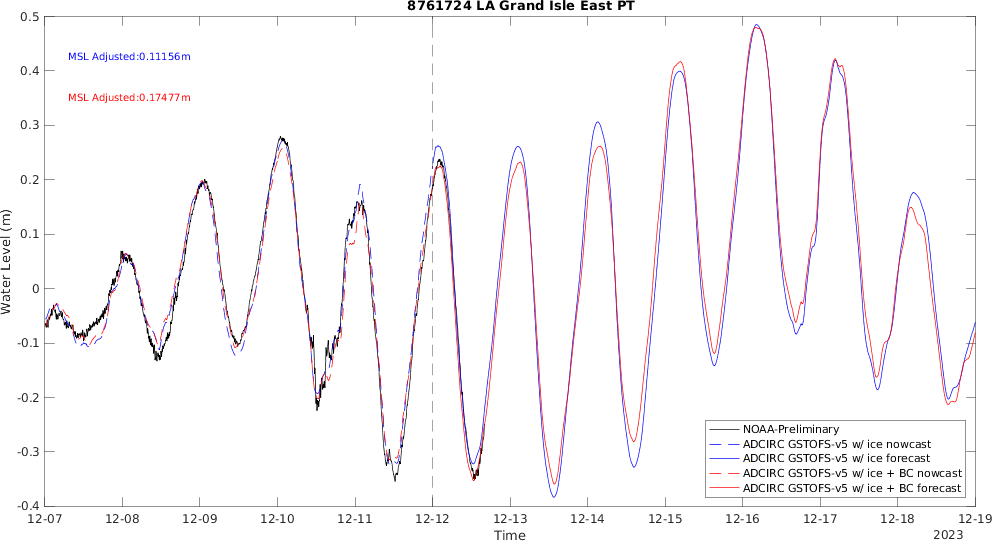 8761724 LA Grand Isle East PT
MSL Adjusted:0.11156m
MSL Adjusted:0.17477m
Water Level (m)
0.5
0.4
0.3
0.2
0.1
0
-0.1
-0.2
-0.3
-0.4
NOAA-Preliminary
ADCIRC GSTOFS-v5 w/ ice nowcast
ADCIRC GSTOFS-v5 w/ ice forecast
ADCIRC GSTOFS-v5 w/ ice + BC nowcast
ADCIRC GSTOFS-v5 w/ ice + BC forecast
12-07 12-08 12-09 12-10 12-11 12-12 12-13 12-14 12-15 12-16 12-17 12-18 12-19
Time
2023